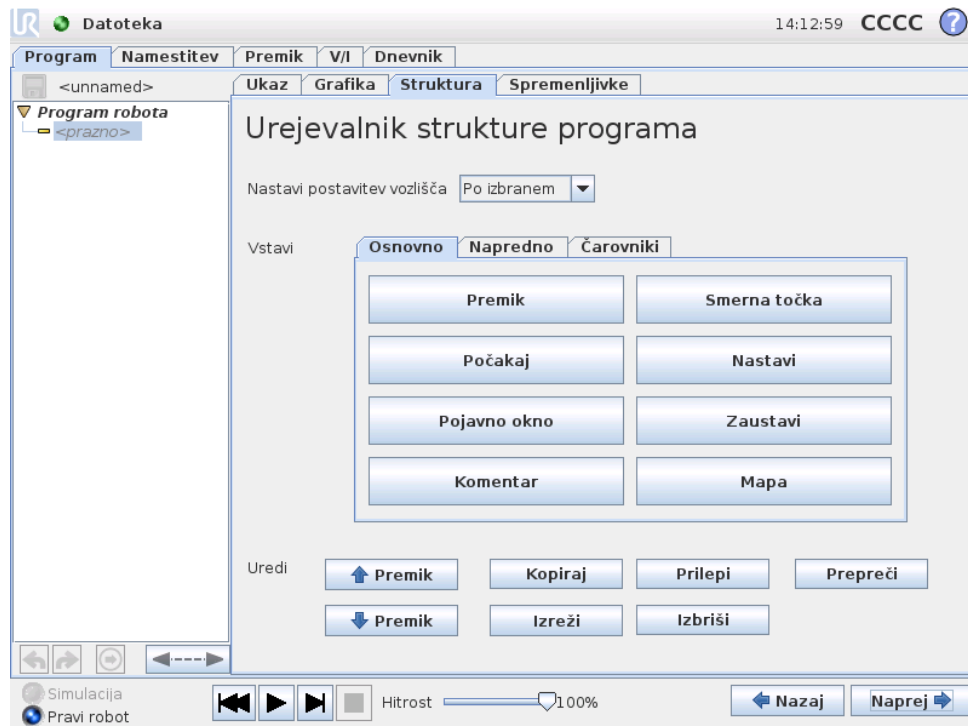 UR Datoteka 14:12:59 CCCC ?
Program Namestitev Premik V/I Dnevnik
<unnamed> Ukaz Grafika Struktura Spremenljivke
Program robota
<prazno>
Urejevalnik strukture programa
Nastavi postavitev vozlišča Po izbranem
Vstavi Osnovno Napredno Čarovniki
Premik Smerna točka
Počakaj Nastavi
Pojavno okno Zaustavi
Komentar Mapa
Uredi Premik Kopiraj Prilepi Prepreči
Premik Izreži Izbriši
Simulacija
Pravi robot
Hitrost 100% Nazaj Naprej